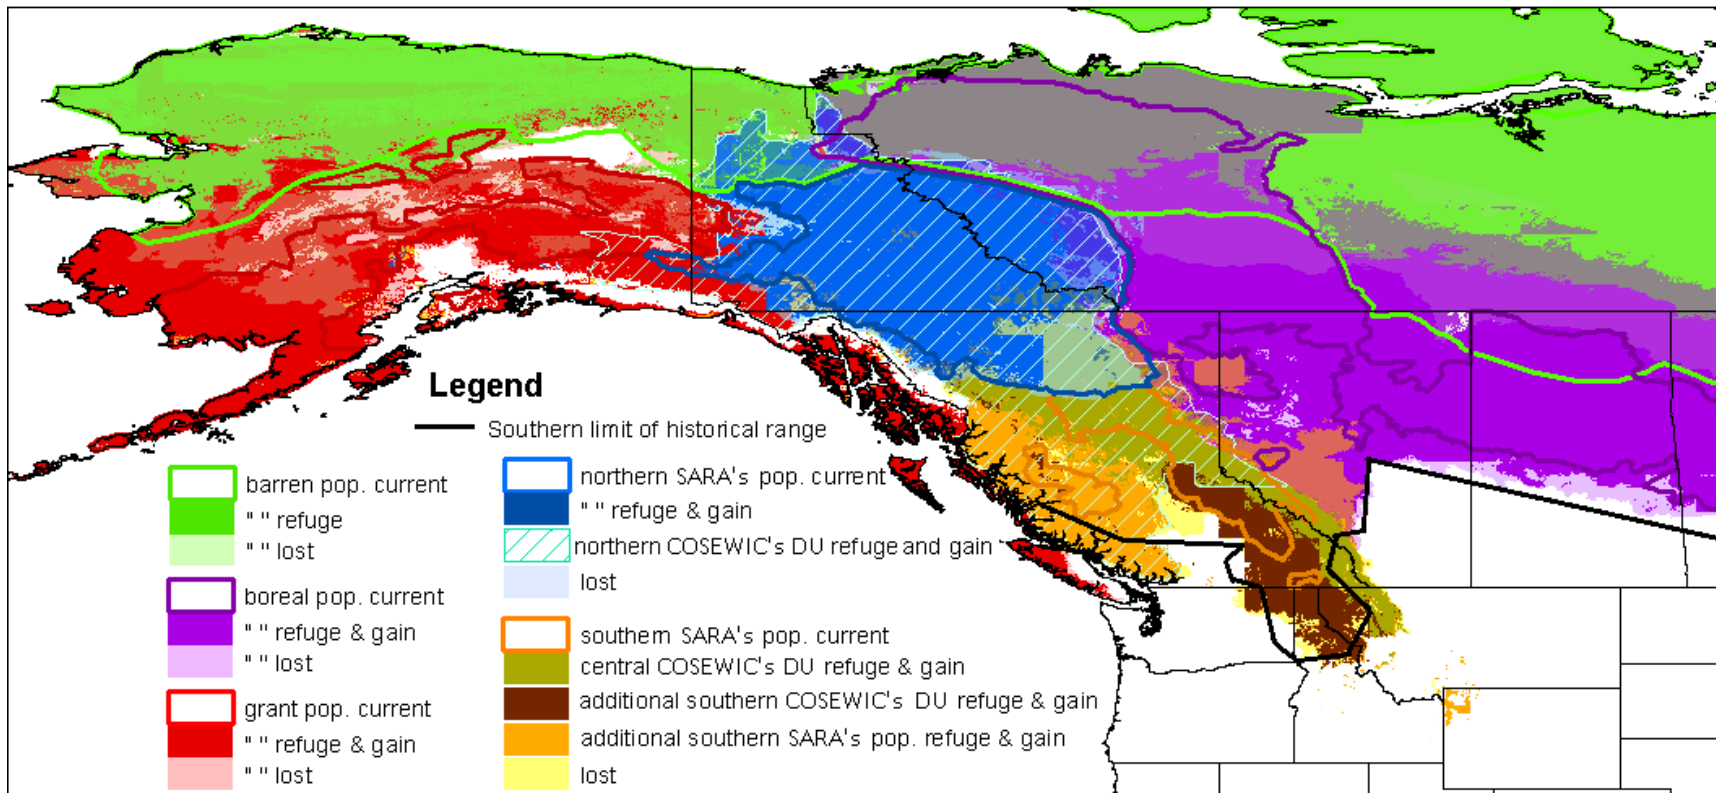 Legend
Southern limit of historical range
barren pop. current
" " refuge
" " lost
boreal pop. current
" " refuge & gain
" " lost
grant pop. current
" " refuge & gain
" " lost
northern SARA's pop. current
" " refuge & gain
northern COSEWIC's DU refuge and gain
lost
southern SARA's pop. current
central COSEWIC's DU refuge & gain
additional southern COSEWIC's DU refuge & gain
additional southern SARA's pop. refuge & gain
lost